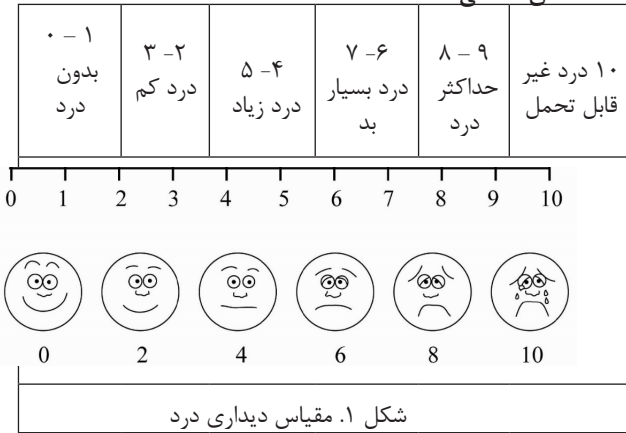 ۱۰ درد غیر
قابل تحمل
۹ – ۸
حداکثر
درد
۶- ۷
درد بسیار
بد
۴- ۵
درد زیاد
۲- ۳
درد کم
۱ – ۰
بدون
درد
0 1 2 3 4 5 6 7 8 9 10
0 2 4 6 8 10
شکل ۱. مقیاس دیداری درد